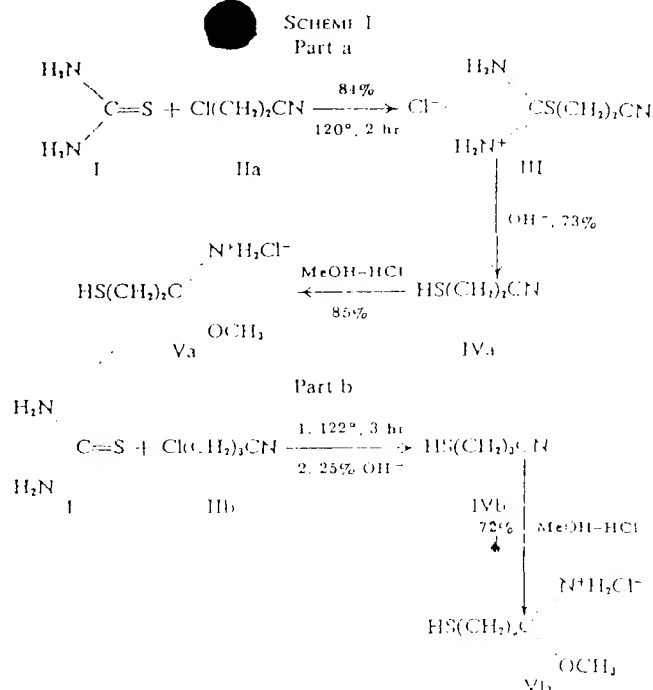 SCHEME I
Part a
H₂N
C=S + Cl(CH₂)₂CN
H₂N
I
IIa
84%
120°, 2 hr
Cl⁻
H₂N
CS(CH₂)₂CN
H₂N⁺
III
OH⁻, 73%
HS(CH₂)₂CN
IVa
MeOH–HCl
85%
N⁺H₂Cl⁻
HS(CH₂)₂C
OCH₃
Va
Part b
H₂N
C=S + Cl(CH₂)₃CN
H₂N
I
IIb
1. 122°, 3 hr
2. 25% OH⁻
HS(CH₂)₃CN
IVb
72%
MeOH–HCl
N⁺H₂Cl⁻
OCH₃
Vb